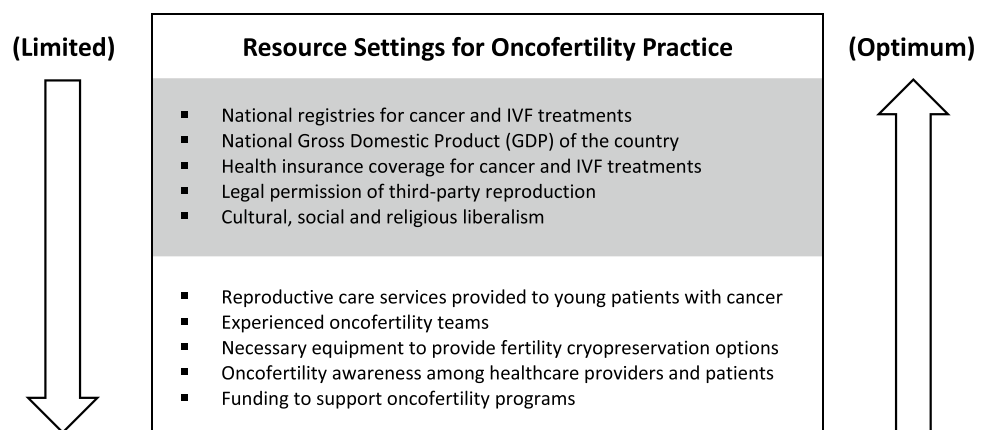 (Limited)
Resource Settings for Oncofertility Practice
(Optimum)
▪ National registries for cancer and IVF treatments
▪ National Gross Domestic Product (GDP) of the country
▪ Health insurance coverage for cancer and IVF treatments
▪ Legal permission of third-party reproduction
▪ Cultural, social and religious liberalism
▪ Reproductive care services provided to young patients with cancer
▪ Experienced oncofertility teams
▪ Necessary equipment to provide fertility cryopreservation options
▪ Oncofertility awareness among healthcare providers and patients
▪ Funding to support oncofertility programs